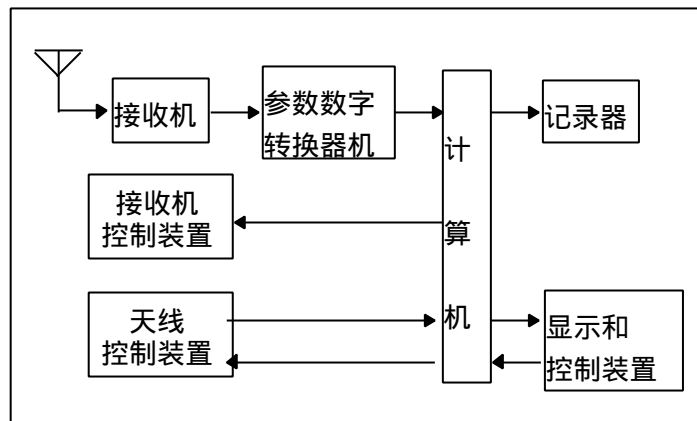 接收机
参数数字
转换器机
计
算
机
记录器
接收机
控制装置
天线
控制装置
显示和
控制装置